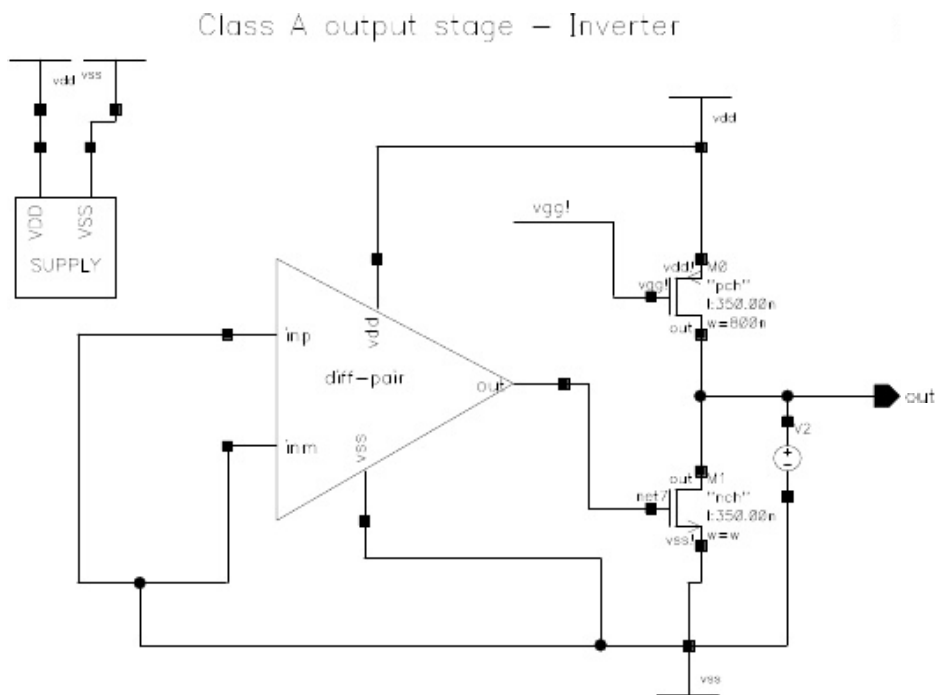 Class A output stage – Inverter
vdd
vss
vdd
VDD
VSS
SUPPLY
vgg!
vdd!
M0
vgg!
"pch"
l:350.00n
w=800n
out
inp
vdd
diff-pair
out
inm
vss
out
V2
out
M1
net7
"nch"
l:350.00n
w=w
vss!
vss